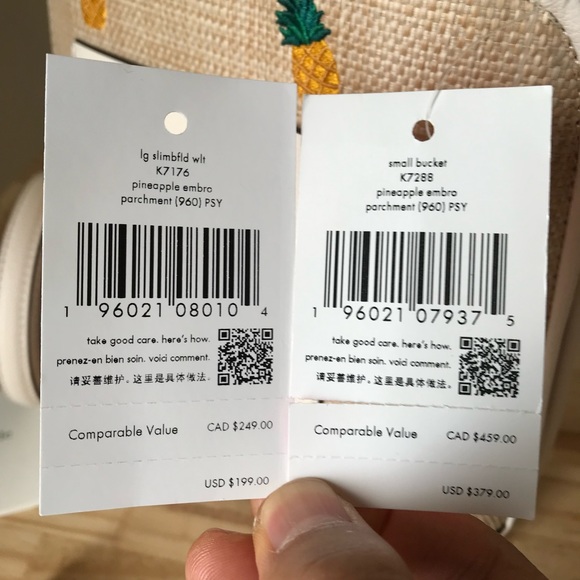 lg slimbfld wlt
K7176
pineapple embro
parchment (960) PSY
1 96021 08010 4
take good care. here's how.
prenez-en bien soin. voici comment.
请妥善维护。这里是具体做法。
Comparable Value CAD $249.00
USD $199.00
small bucket
K7288
pineapple embro
parchment (960) PSY
1 96021 07937 5
take good care. here's how.
prenez-en bien soin. voici comment.
请妥善维护。这里是具体做法。
Comparable Value CAD $459.00
USD $379.00